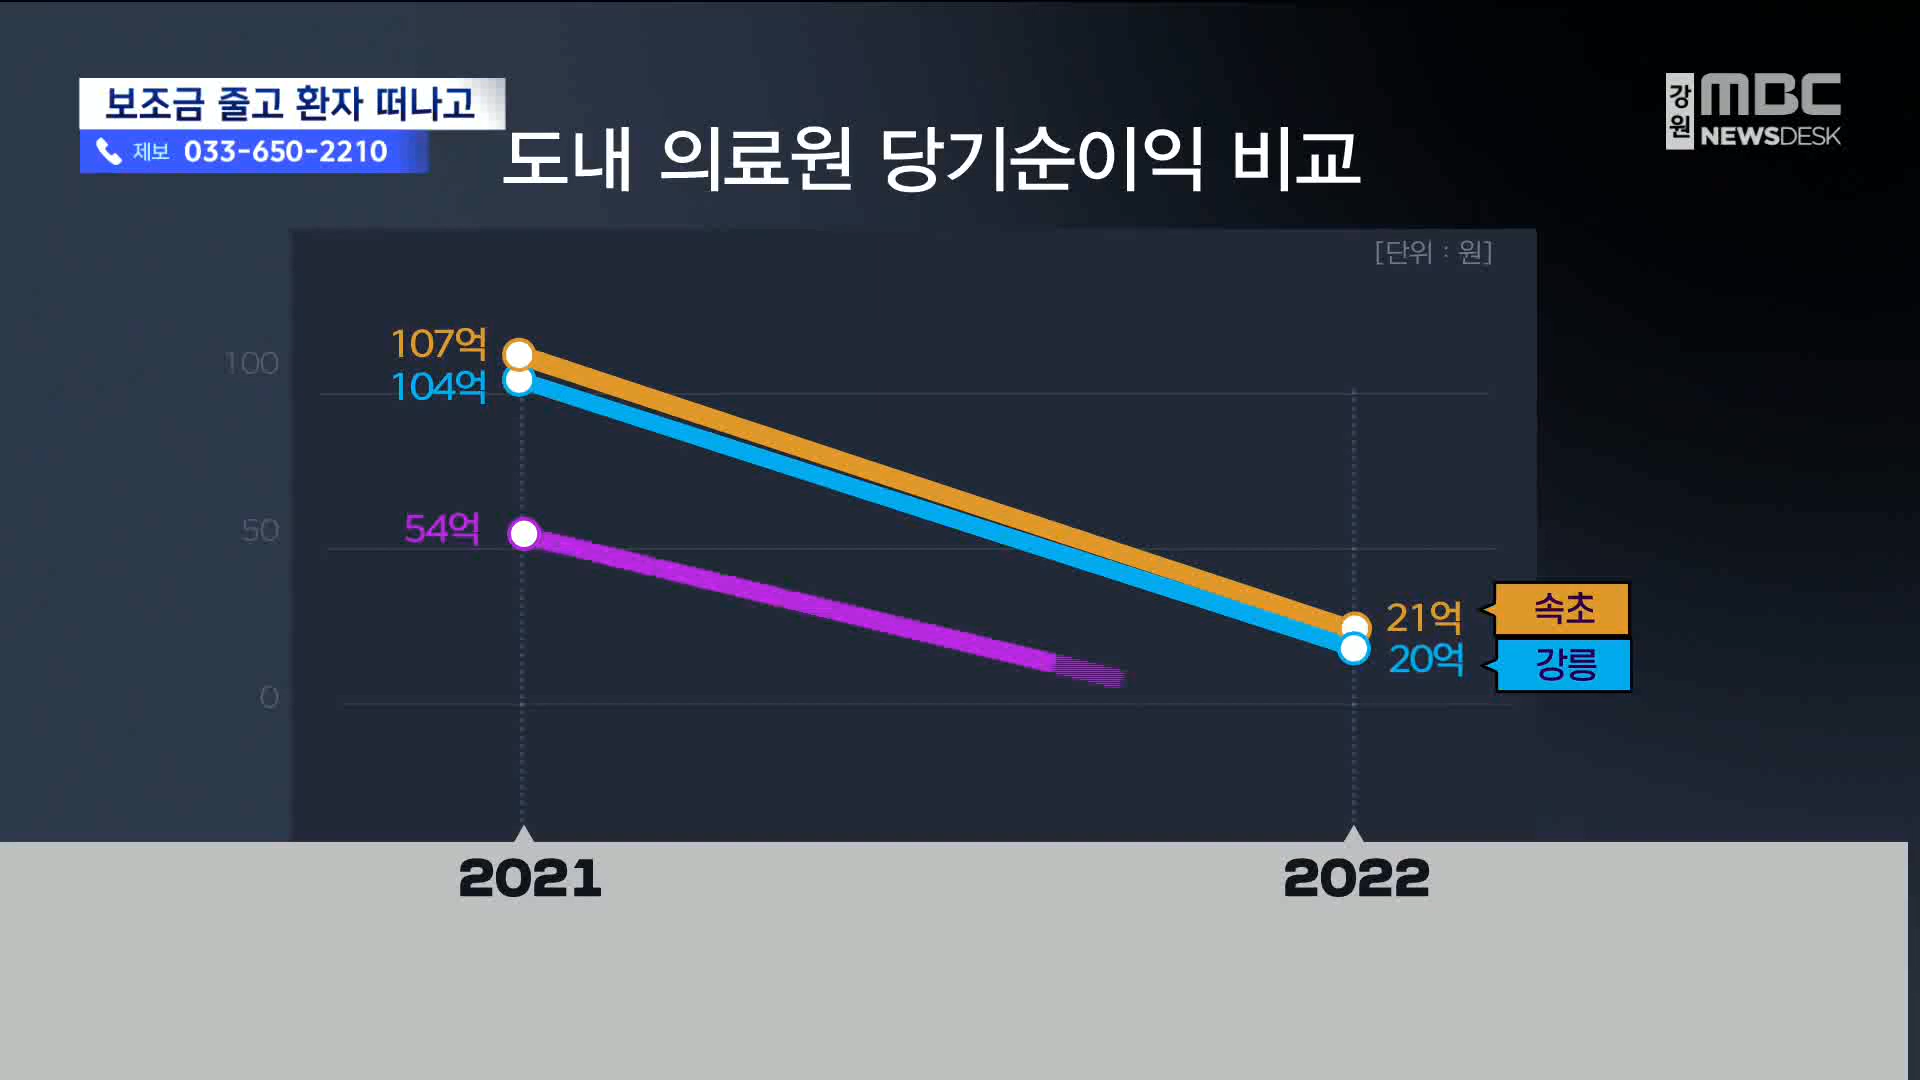 보조금 줄고 환자 떠나고
제보 033-650-2210
강원
MBC
NEWSDESK
도내 의료원 당기순이익 비교
[단위 : 원]
100
50
0
107억
104억
54억
21억
20억
속초
강릉
2021
2022